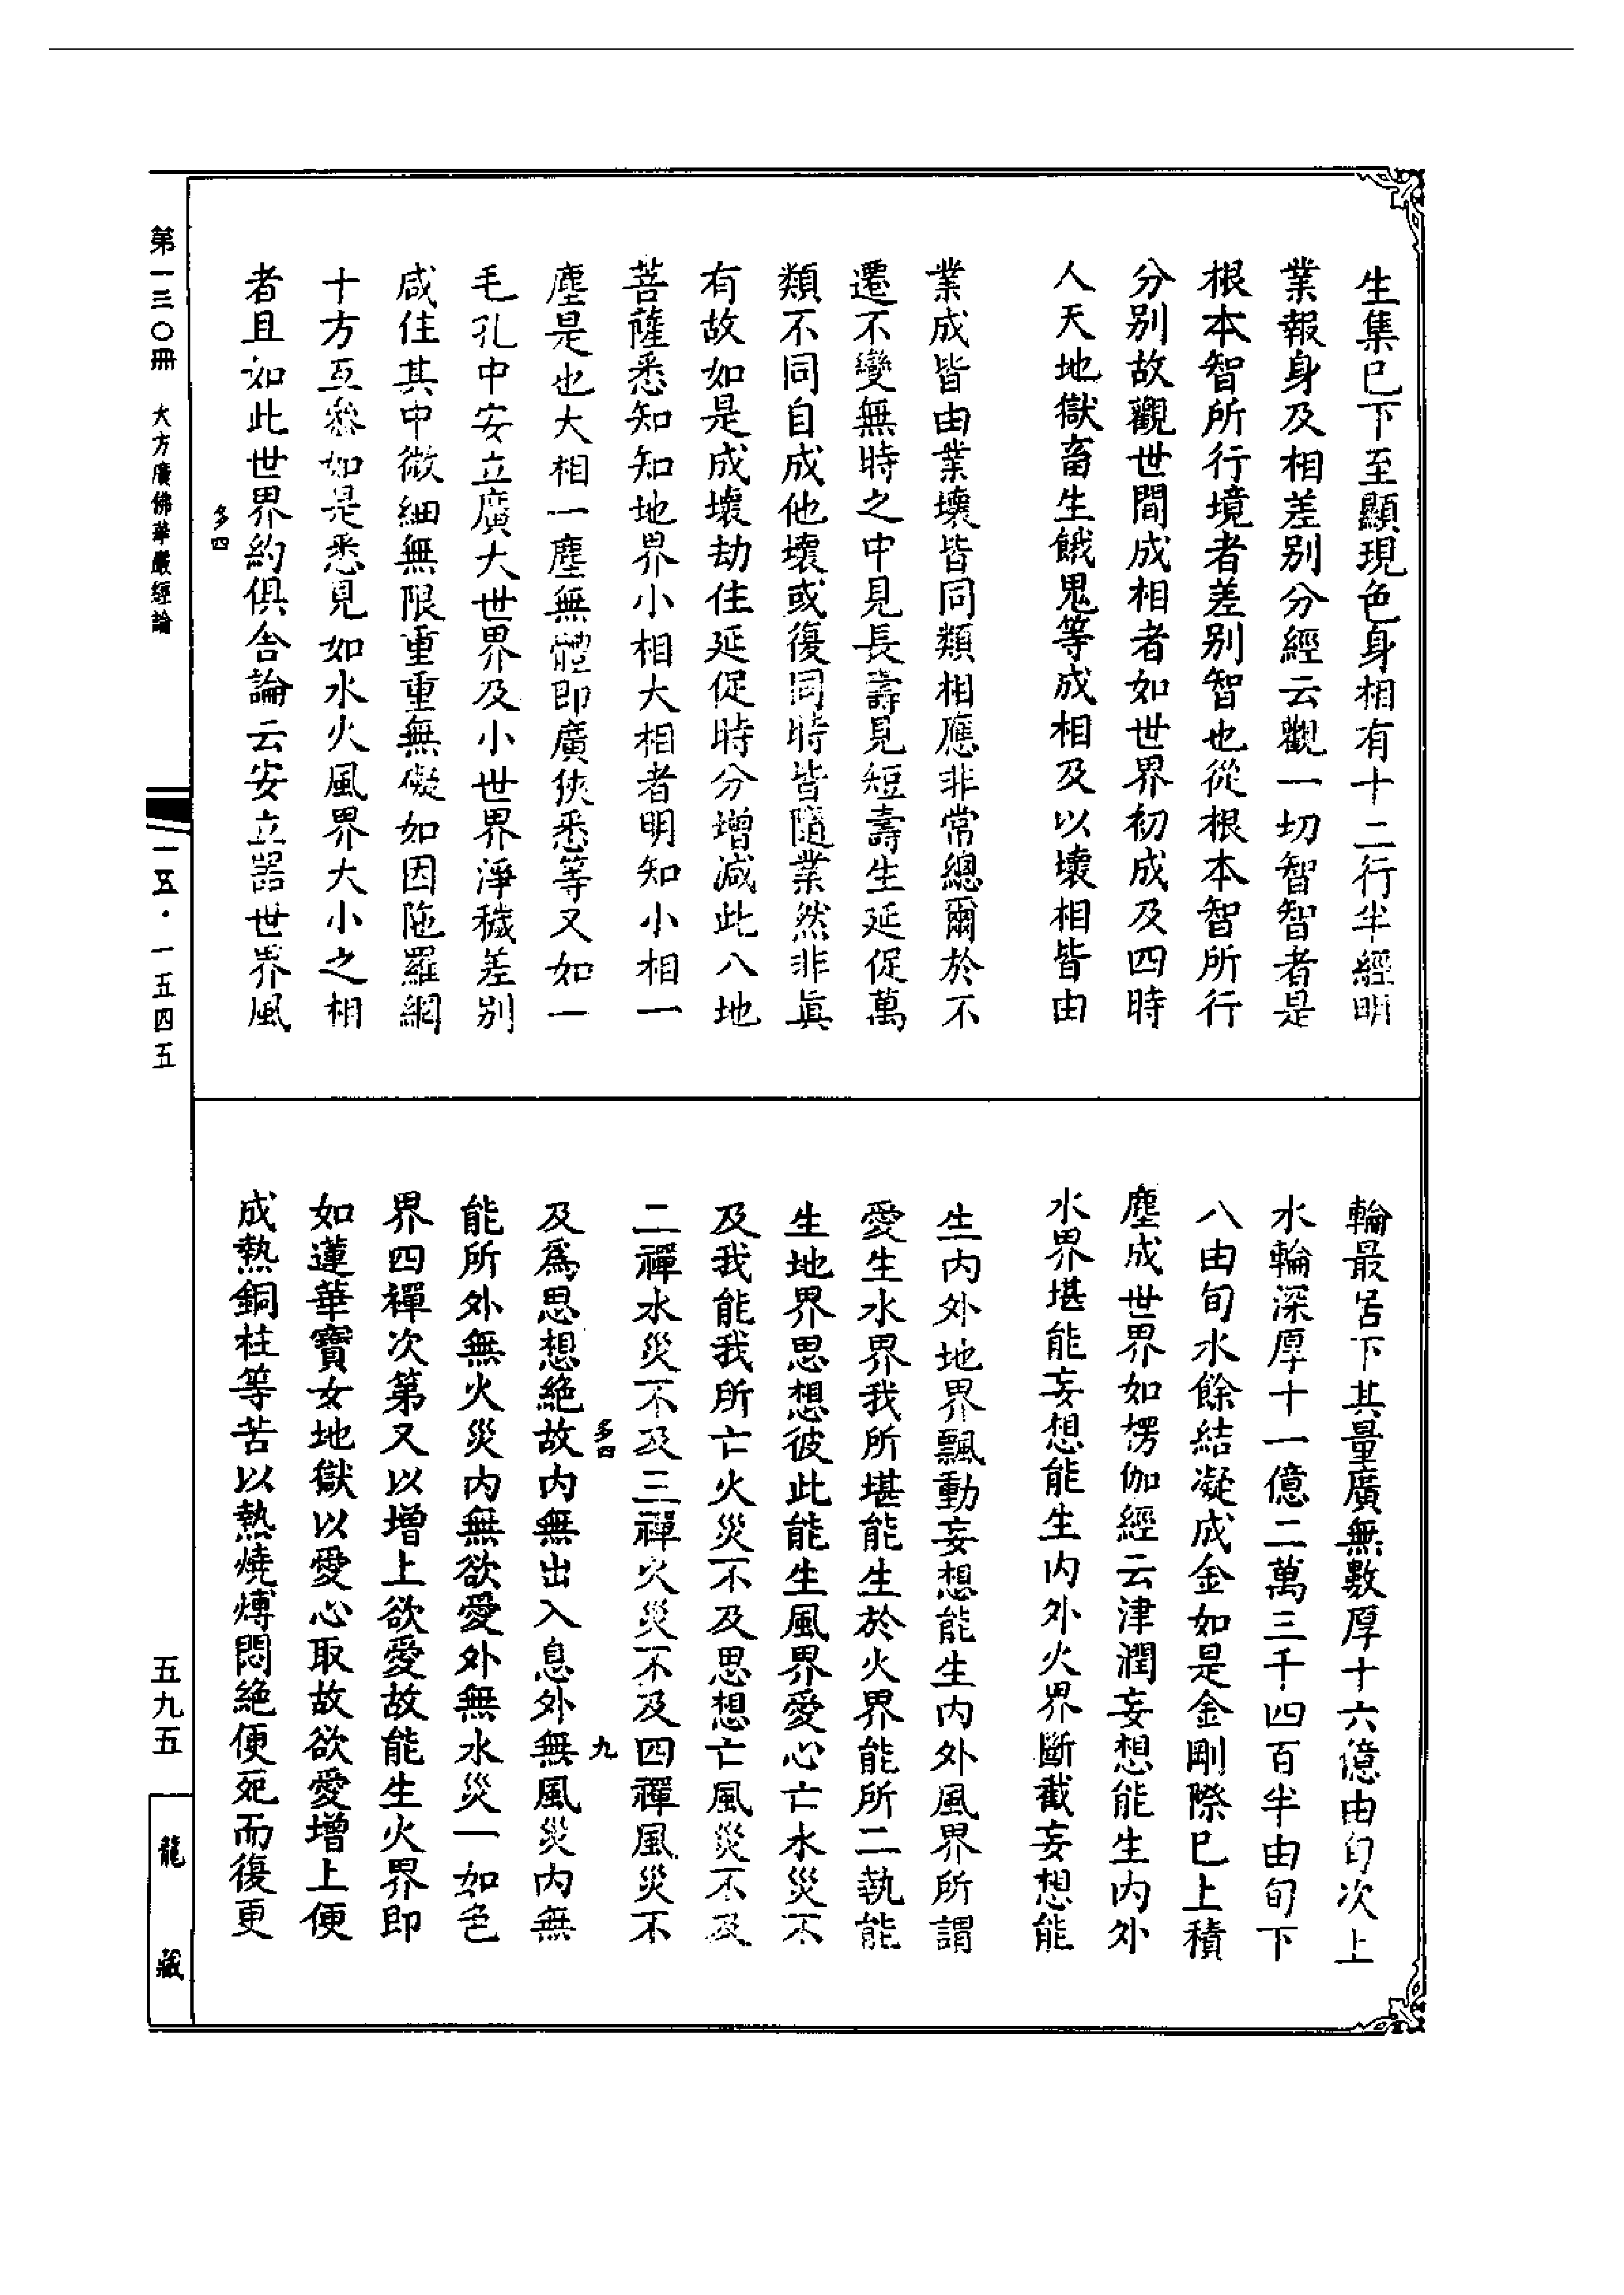 生集已下至顯現色身相有十二行半經明
業報身及相差别分經云觀一切智智者是
根本智所行境者差别智也從根本智所行
分别故觀世間成相者如世界初成及四時
人天地獄畜生餓鬼等成相及以壞相皆由
業成皆由業壞皆同類相應非常總爾於不
遷不變無時之中見長壽見短壽生延促萬
類不同自成他壞或復同時皆隨業然非眞
有故如是成壞劫住延促時分增減此八地
菩薩悉知知地界小相大相者明知小相一
塵是也大相一塵無體即廣狹悉等又如一
毛孔中安立廣大世界及小世界淨穢差别
咸住其中微細無限重重無礙如因陁羅網
十方互叅如是悉見如水火風界大小之相
者且如此世界約俱舍論云安立器世界風
多四
輪最居下其量廣無數厚十六億由旬次上
水輪深厚十一億二萬三千四百半由旬下
八由旬水餘結凝成金如是金剛際已上積
塵成世界如楞伽經云津潤妄想能生内外
水界堪能妄想能生内外火界斷截妄想能
生内外地界飄動妄想能生内外風界所謂
愛生水界我所堪能生於火界能所二執能
生地界思想彼此能生風界愛心亡水災不
及我能我所亡火災不及思想亡風災不及
二禪水災不及三禪火災不及四禪風災不
多四 九
及爲思想絶故内無出入息外無風災内無
能所外無火災内無欲愛外無水災一如色
界四禪次第又以增上欲愛故能生火界即
如蓮華寶女地獄以愛心取故欲愛增上便
成熱銅柱等苦以熱燒煿悶絶便死而復更
第一三〇冊 大方廣佛華嚴經論
一五·一五四五
五九五
龍藏